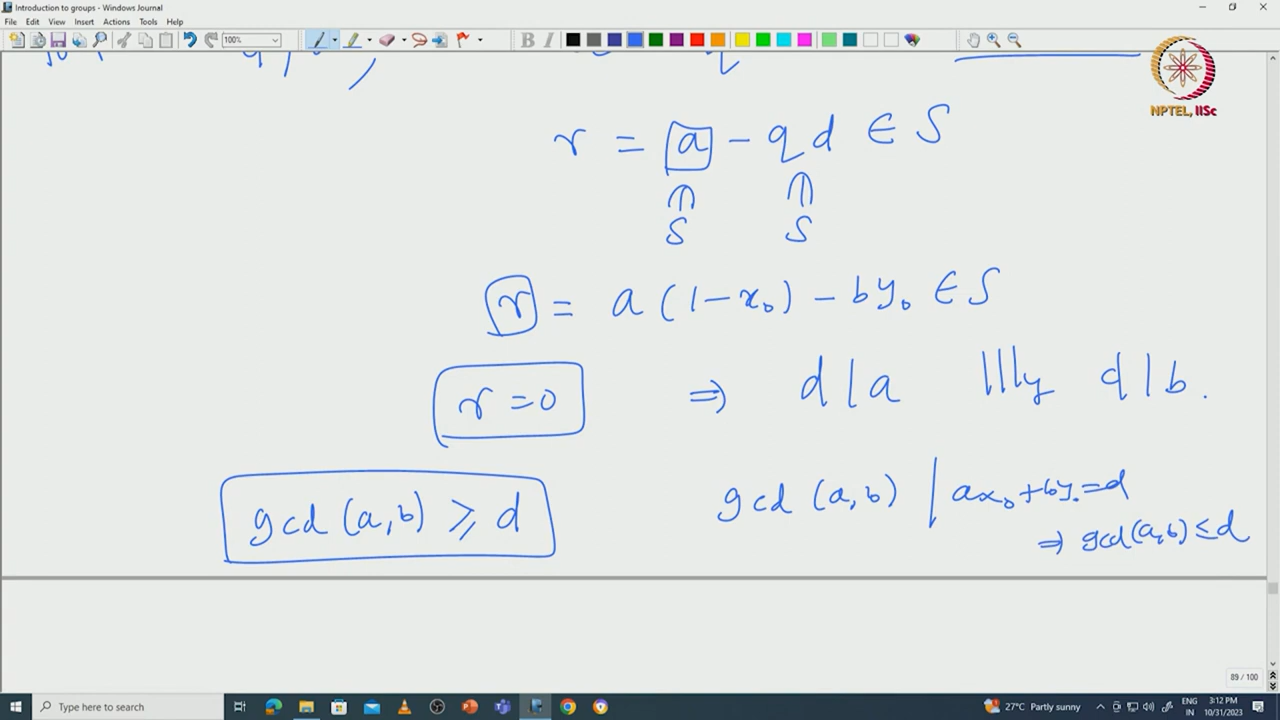 Introduction to groups - Windows Journal
File Edit View Insert Actions Tools Help
100%
NPTEL, IISc
r = a - q d ∈ S
⇑ ⇑
S S
r = a (1 - x₀) - b y₀ ∈ S
r = 0 ⇒ d | a |||ly d | b .
gcd (a, b) ≥ d gcd (a, b) | ax₀ + by₀ = d
⇒ gcd(a, b) ≤ d
89 / 100
Type here to search
27°C Partly sunny
ENG
IN
3:12 PM
10/31/2023